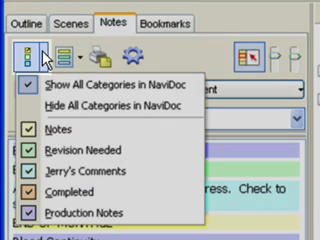 Outline Scenes Notes Bookmarks
Show All Categories in NaviDoc
Hide All Categories in NaviDoc
ent
Notes
Revision Needed
Jerry's Comments
Completed
ress. Check to
Production Notes
END OF MONTAGE
Blood Continuity